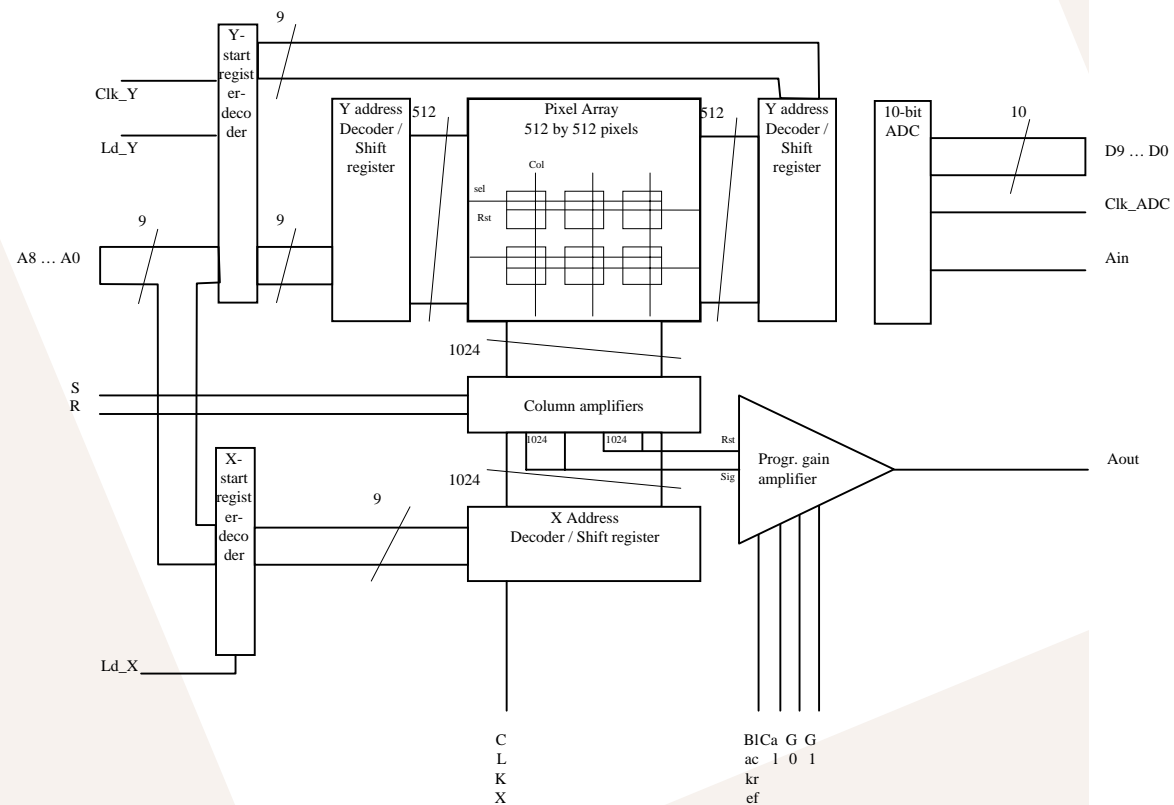 9
Y-
start
regist
er-
deco
der
Clk_Y
Ld_Y
Y address
Decoder /
Shift
register
512
Pixel Array
512 by 512 pixels
Col
sel
Rst
512
Y address
Decoder /
Shift
register
10-bit
ADC
10
D9 … D0
Clk_ADC
Ain
9
9
A8 … A0
1024
S
R
Column amplifiers
1024
1024
Rst
Sig
Progr. gain
amplifier
Aout
1024
X-
start
regist
er-
deco
der
9
X Address
Decoder / Shift register
Ld_X
C
L
K
X
Bl
ac
kr
ef
Ca
l
G
0
G
1